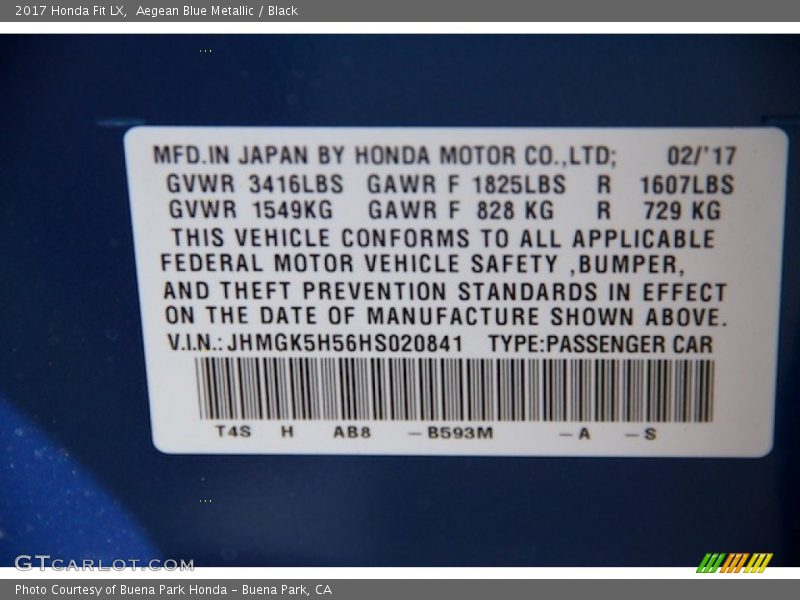 2017 Honda Fit LX,  Aegean Blue Metallic / Black
MFD.IN JAPAN BY HONDA MOTOR CO.,LTD; 02/'17
GVWR 3416LBS GAWR F 1825LBS R 1607LBS
GVWR 1549KG GAWR F 828 KG R 729 KG
THIS VEHICLE CONFORMS TO ALL APPLICABLE
FEDERAL MOTOR VEHICLE SAFETY ,BUMPER,
AND THEFT PREVENTION STANDARDS IN EFFECT
ON THE DATE OF MANUFACTURE SHOWN ABOVE.
V.I.N.: JHMGK5H56HS020841 TYPE:PASSENGER CAR
T4S H AB8 – B593M – A – S
GTCARLOT.COM
Photo Courtesy of Buena Park Honda – Buena Park, CA